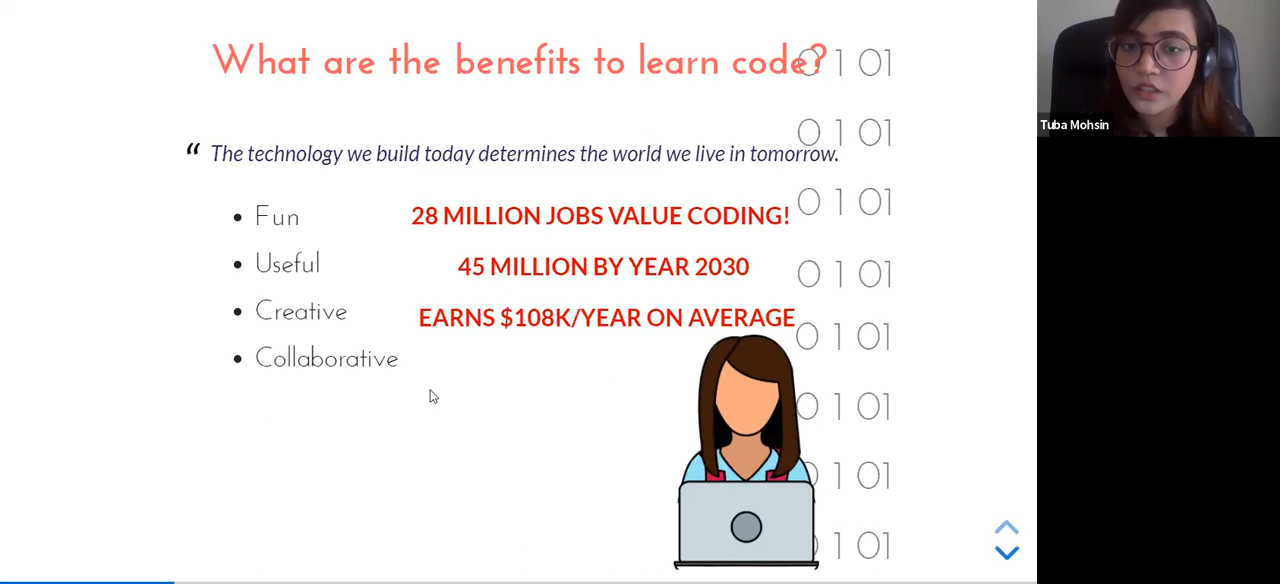 What are the benefits to learn code?
0 1 01
0 1 01
“ The technology we build today determines the world we live in tomorrow.
• Fun
28 MILLION JOBS VALUE CODING!
0 1 01
• Useful
45 MILLION BY YEAR 2030
0 1 01
• Creative
EARNS $108K/YEAR ON AVERAGE
0 1 01
• Collaborative
0 1 01
0 1 01
0 1 01
Tuba Mohsin